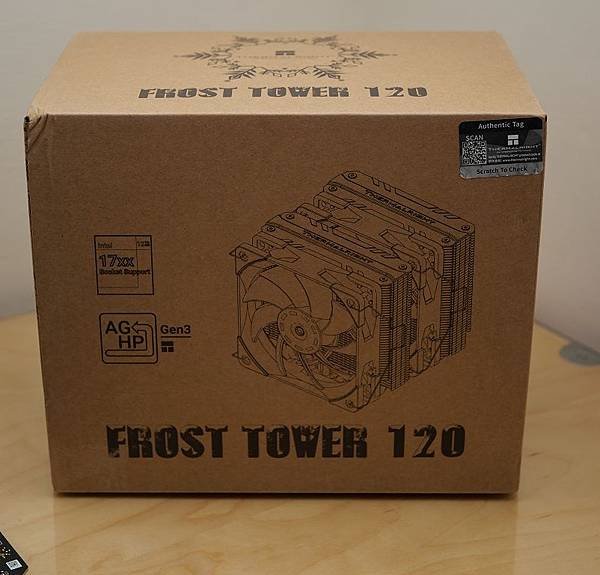 FROST TOWER 120
Authentic Tag
SCAN
THERMALRIGHT
Scratch To Check
THERMALRIGHT
THERMALRIGHT
intel
17xx
Socket Support
AG
HP
Gen3
FROST TOWER 120